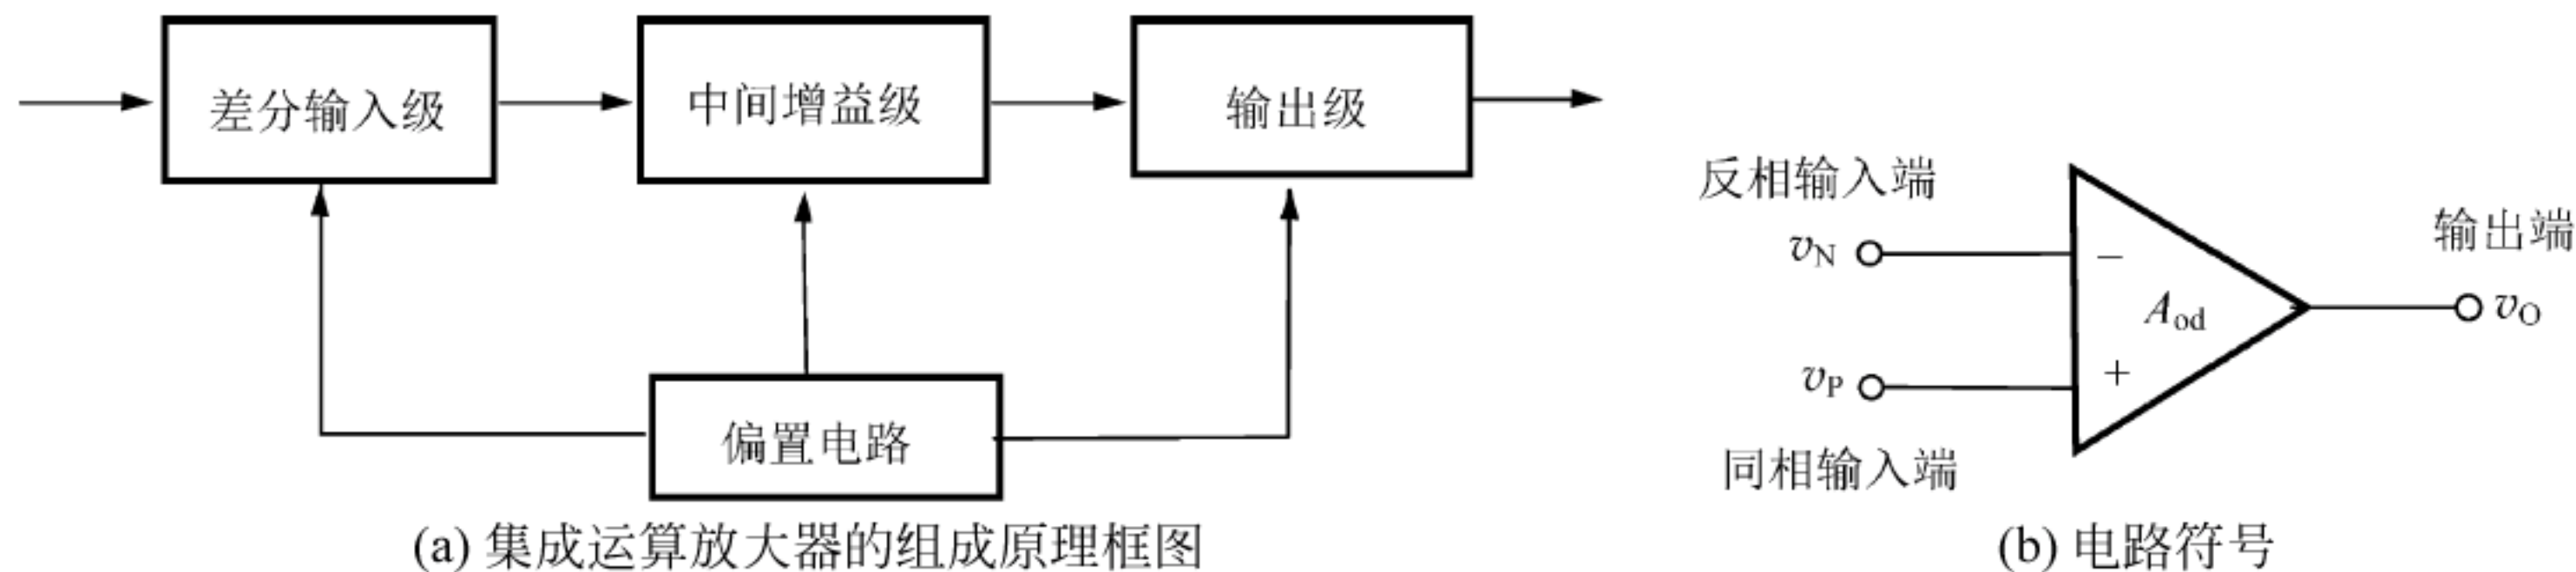 差分输入级
中间增益级
输出级
偏置电路
(a) 集成运算放大器的组成原理框图
反相输入端
vN
−
Aod
vP
+
同相输入端
输出端
vO
(b) 电路符号